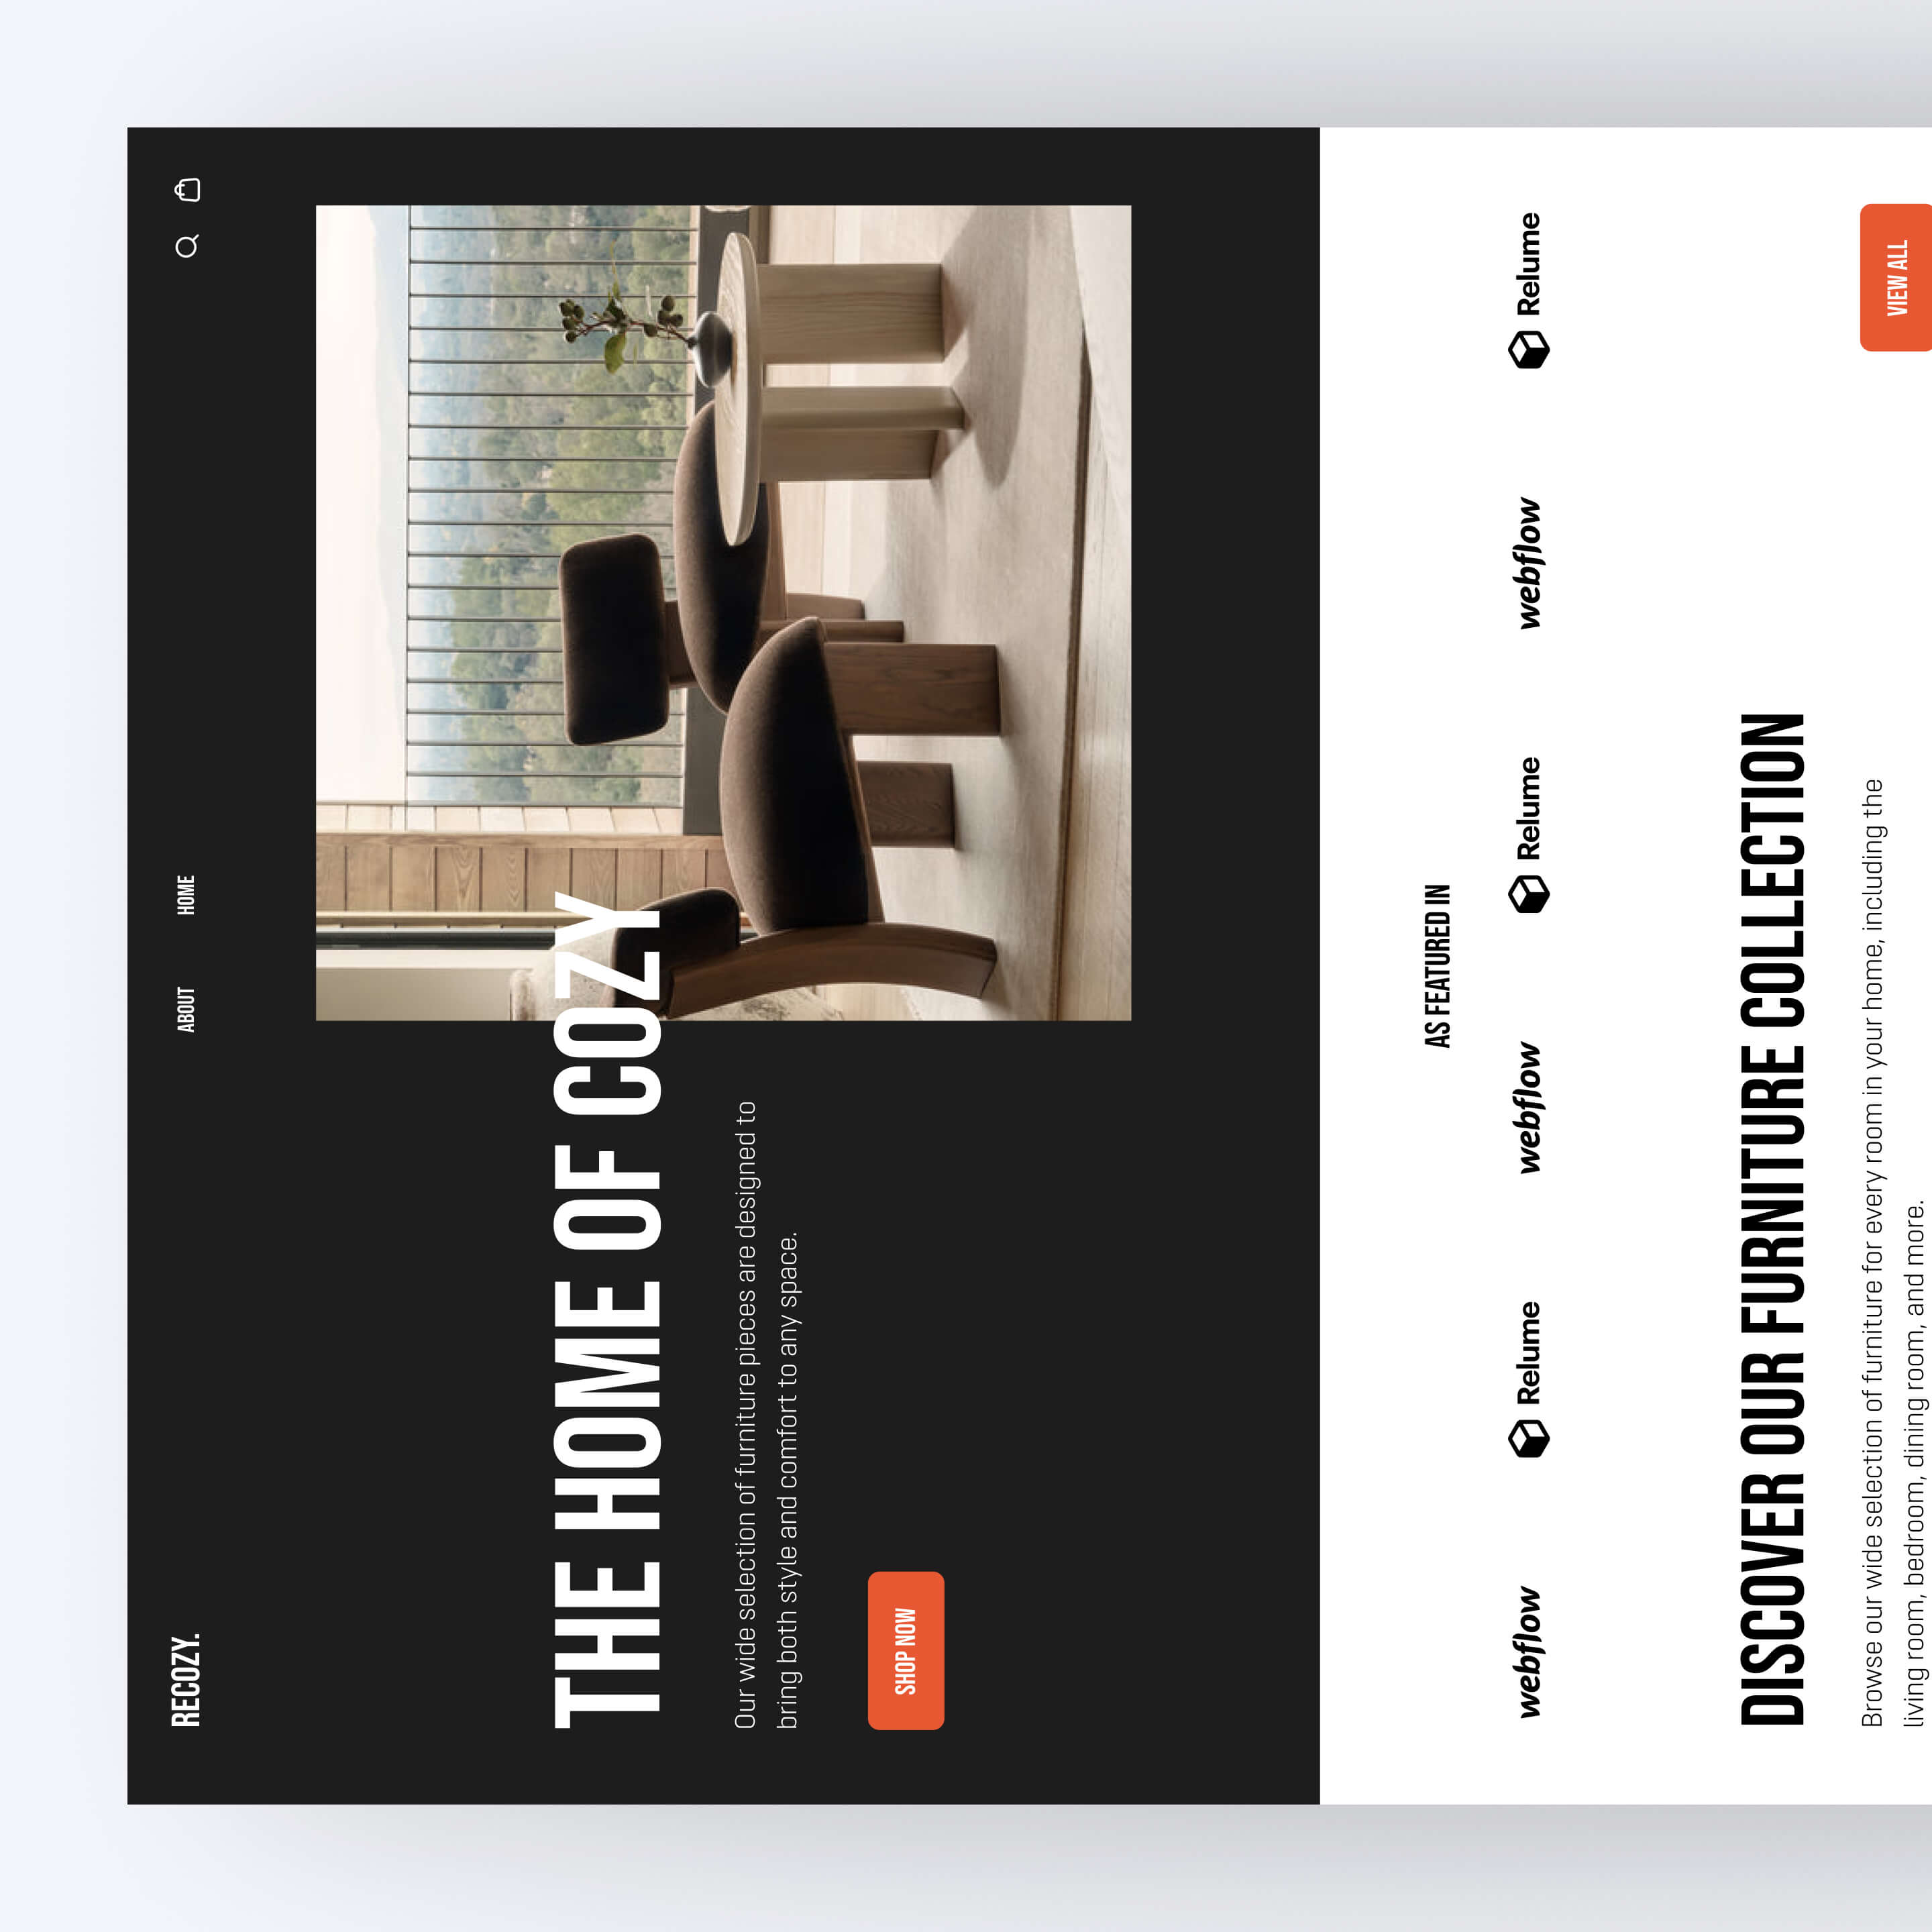 RECOZY.
ABOUT
HOME
THE HOME OF COZY
Our wide selection of furniture pieces are designed to
bring both style and comfort to any space.
SHOP NOW
AS FEATURED IN
webflow
Relume
webflow
Relume
webflow
Relume
DISCOVER OUR FURNITURE COLLECTION
Browse our wide selection of furniture for every room in your home, including the
living room, bedroom, dining room, and more.
VIEW ALL